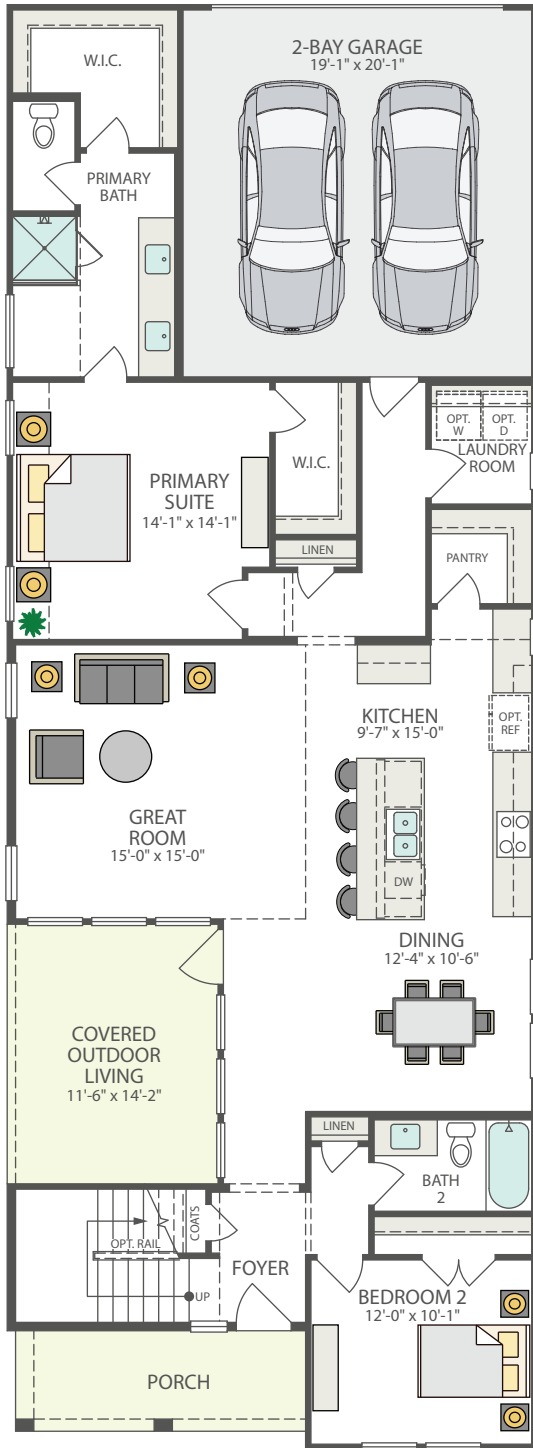 W.I.C.
2-BAY GARAGE
19'-1" x 20'-1"
PRIMARY
BATH
OPT.
W
OPT.
D
LAUNDRY
ROOM
W.I.C.
PRIMARY
SUITE
14'-1" x 14'-1"
LINEN
PANTRY
KITCHEN
9'-7" x 15'-0"
OPT.
REF
GREAT
ROOM
15'-0" x 15'-0"
DW
DINING
12'-4" x 10'-6"
COVERED
OUTDOOR
LIVING
11'-6" x 14'-2"
LINEN
BATH
2
COATS
OPT. RAIL
FOYER
UP
BEDROOM 2
12'-0" x 10'-1"
PORCH